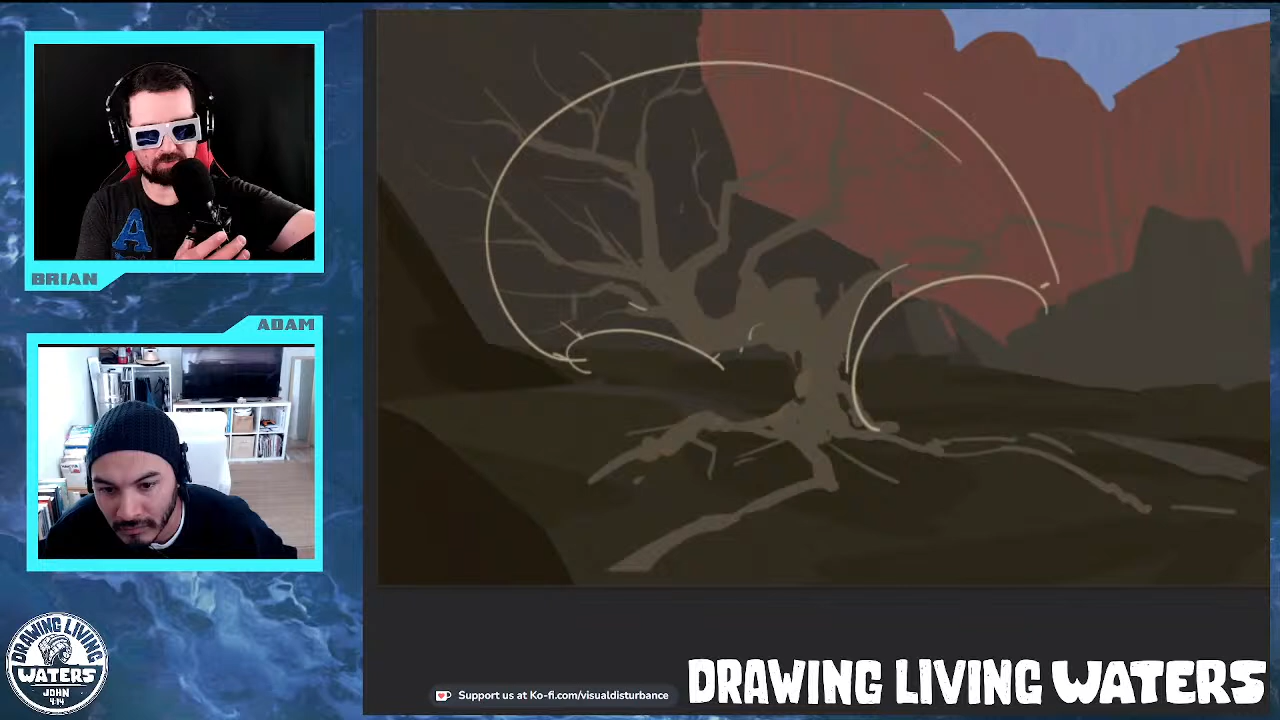 BRIAN
A
ADAM
DRAWING LIVING
WATERS
JOHN
4:14
Support us at Ko-fi.com/visualdisturbance
DRAWING LIVING WATERS